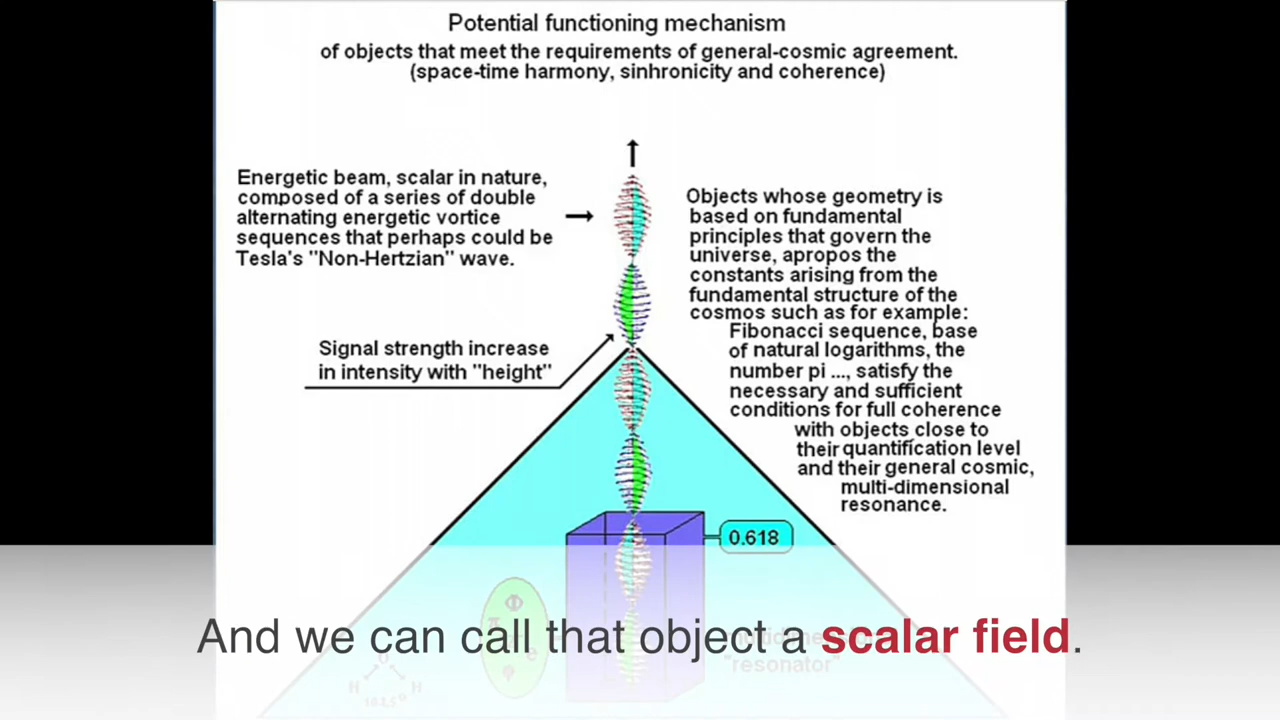 Potential functioning mechanism
of objects that meet the requirements of general-cosmic agreement.
(space-time harmony, sinhronicity and coherence)
Energetic beam, scalar in nature,
composed of a series of double
alternating energetic vortice
sequences that perhaps could be
Tesla's "Non-Hertzian" wave.
Signal strength increase
in intensity with "height"
Objects whose geometry is
based on fundamental
principles that govern the
universe, apropos the
constants arising from the
fundamental structure of the
cosmos such as for example:
Fibonacci sequence, base
of natural logarithms, the
number pi ..., satisfy the
necessary and sufficient
conditions for full coherence
with objects close to
their quantification level
and their general cosmic,
multi-dimensional
resonance.
0.618
Φ
π
e
φ
"resonator"
O
H H
And we can call that object a scalar field.